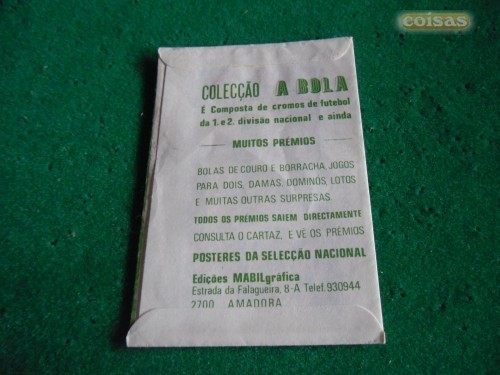 coisas
COLECÇÃO A BOLA
É Composta de cromos de futebol
da 1. e 2. divisão nacional e ainda
MUITOS PRÉMIOS
BOLAS DE COURO E BORRACHA, JOGOS
PARA DOIS, DAMAS, DOMINÓS LOTOS
E MUITAS OUTRAS SURPRESAS
TODOS OS PRÉMIOS SAIEM DIRECTAMENTE
CONSULTA O CARTAZ, E VÊ OS PRÉMIOS
POSTERES DA SELECÇÃO NACIONAL
Edições MABILgráfica
Estrada da Falagueira, 8-A Telef. 930944
2700 AMADORA